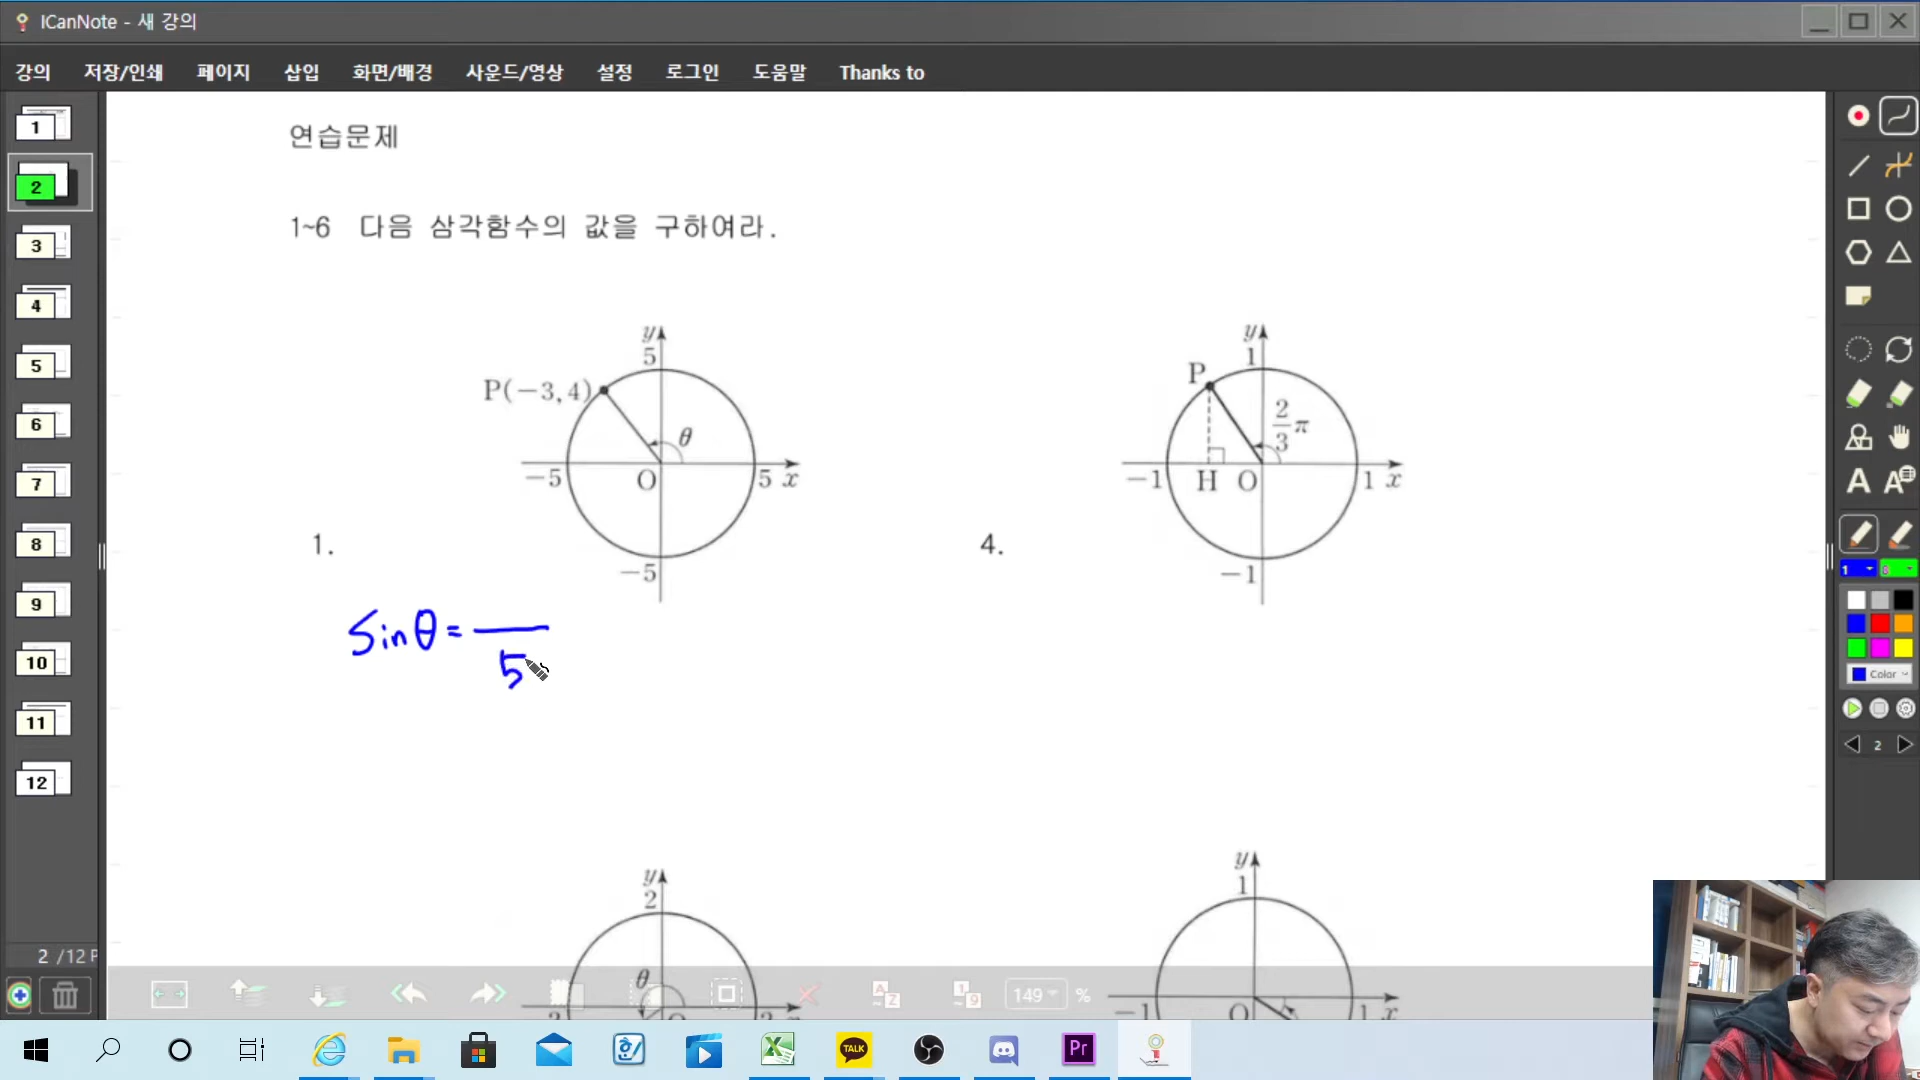 ICanNote - 새 강의
강의 저장/인쇄 페이지 삽입 화면/배경 사운드/영상 설정 로그인 도움말 Thanks to
1
2
3
4
5
6
7
8
9
10
11
12
2 /12 P
연습문제
1~6 다음 삼각함수의 값을 구하여라.
y
5
P(−3, 4)
θ
−5 O 5 x
−5
1.
sinθ = 
5
y
1
P
2/3 π
−1 H O 1 x
−1
4.
y
2
θ
y
1
−1 O 1 x
149 %
A
A
1
Color
2
TALK
Pr